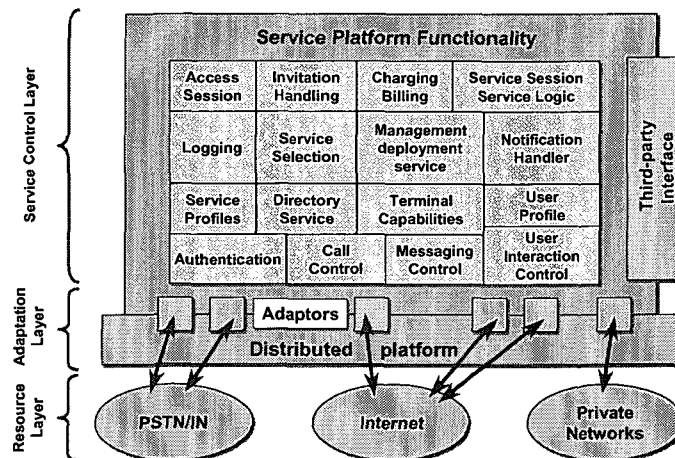 Service Platform Functionality
Service Control Layer
Access
Session
Invitation
Handling
Charging
Billing
Service Session
Service Logic
Logging
Service
Selection
Management
deployment
service
Notification
Handler
Service
Profiles
Directory
Service
Terminal
Capabilities
User
Profile
Authentication
Call
Control
Messaging
Control
User
Interaction
Control
Third-party
Interface
Adaptation
Layer
Adaptors
Distributed platform
Resource
Layer
PSTN/IN
Internet
Private
Networks